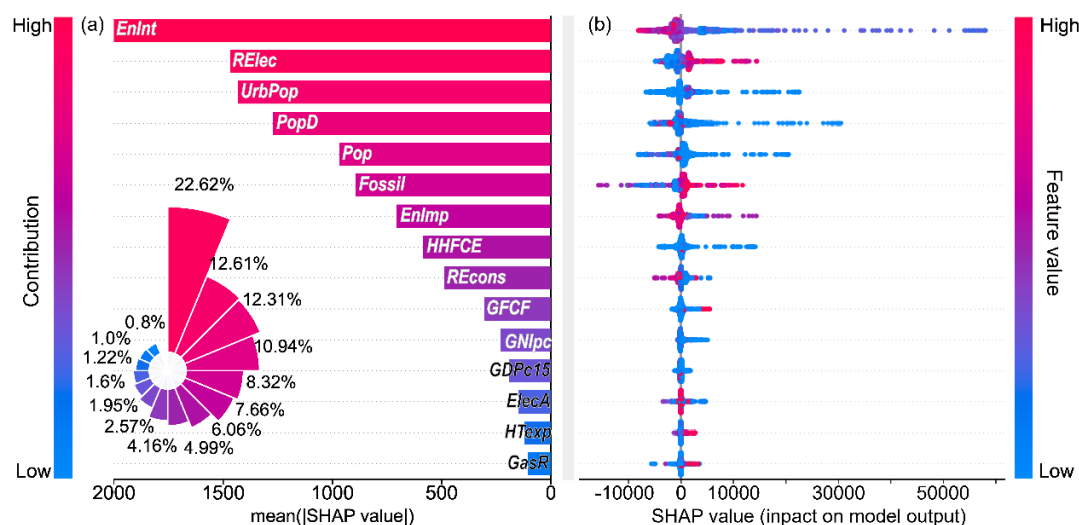 High
(a)
(b)
High
EnInt
RElec
UrbPop
PopD
Pop
Fossil
EnImp
HHFCE
REcons
GFCF
GNIpc
GDPc15
ElecA
HTexp
GasR
22.62%
12.61%
12.31%
10.94%
8.32%
7.66%
6.06%
4.99%
4.16%
2.57%
1.95%
1.6%
1.22%
1.0%
0.8%
Contribution
Feature value
Low
Low
2000 1500 1000 500 0
mean(|SHAP value|)
-10000 0 10000 30000 50000
SHAP value (inpact on model output)